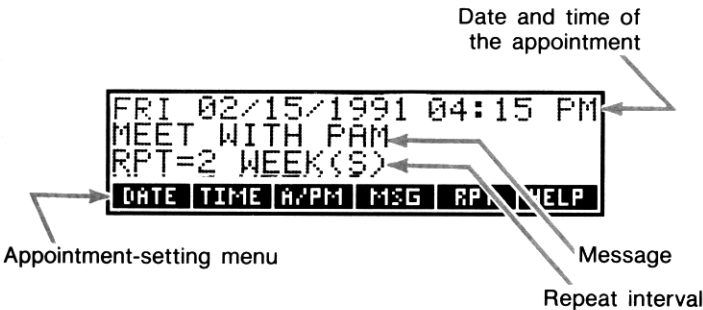 Date and time of
the appointment
FRI 02/15/1991 04:15 PM
MEET WITH PAM
RPT=2 WEEK(S)
DATE TIME A/PM MSG RPT HELP
Appointment-setting menu
Message
Repeat interval